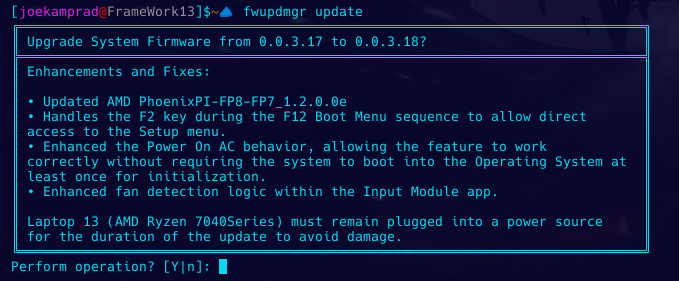 [joekamprad@FrameWork13]$~ fwupdmgr update
Upgrade System Firmware from 0.0.3.17 to 0.0.3.18?
Enhancements and Fixes:
• Updated AMD PhoenixPI-FP8-FP7_1.2.0.0e
• Handles the F2 key during the F12 Boot Menu sequence to allow direct
access to the Setup menu.
• Enhanced the Power On AC behavior, allowing the feature to work
correctly without requiring the system to boot into the Operating System at
least once for initialization.
• Enhanced fan detection logic within the Input Module app.
Laptop 13 (AMD Ryzen 7040Series) must remain plugged into a power source
for the duration of the update to avoid damage.
Perform operation? [Y|n]: